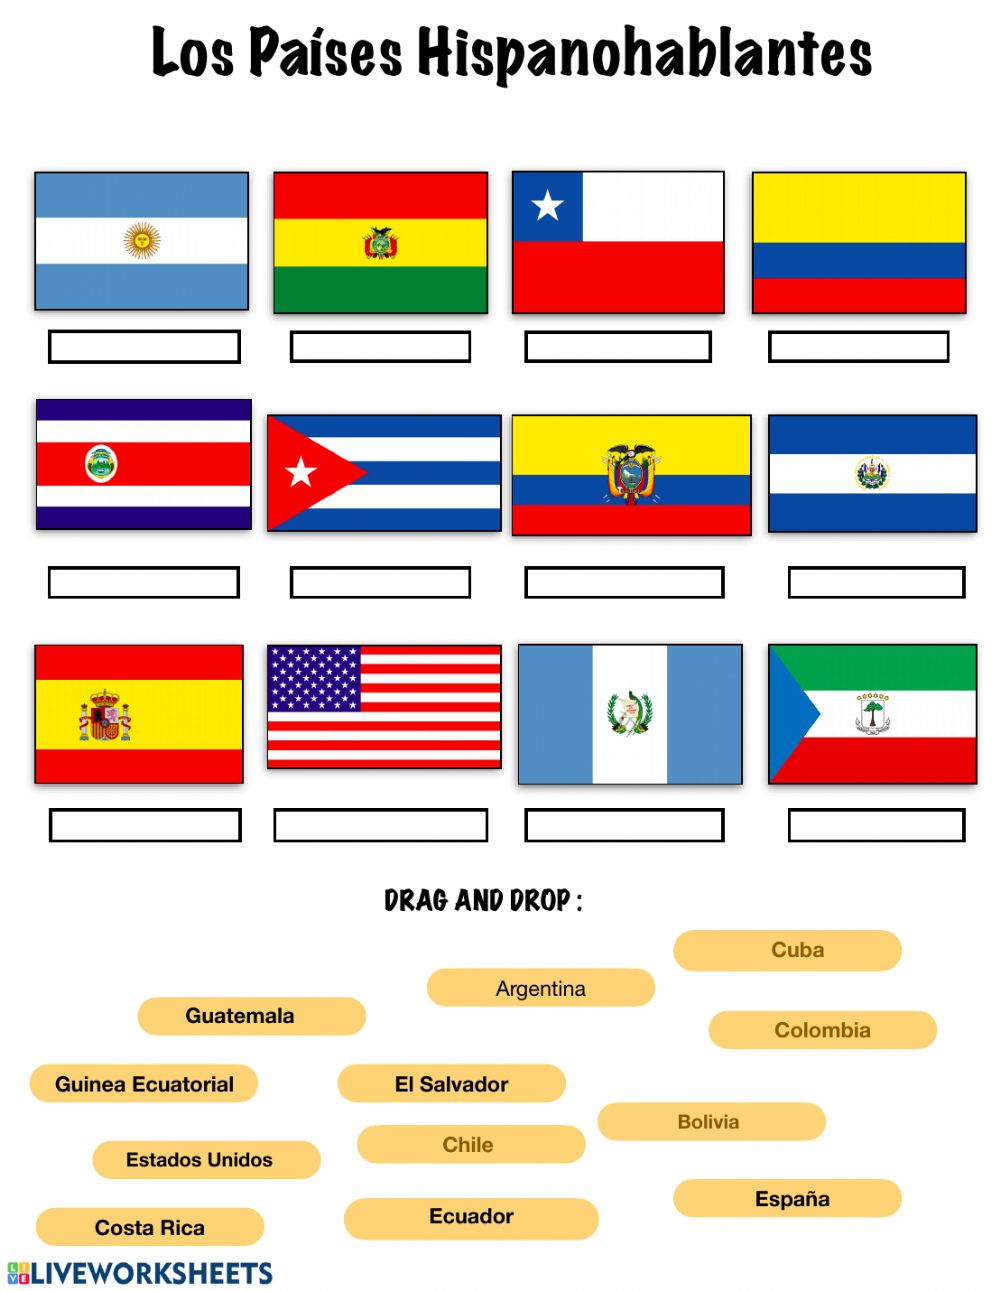 Los Países Hispanohablantes
DRAG AND DROP :
Cuba
Argentina
Guatemala
Colombia
Guinea Ecuatorial
El Salvador
Bolivia
Chile
Estados Unidos
España
Ecuador
Costa Rica
LIVE LIVEWORKSHEETS